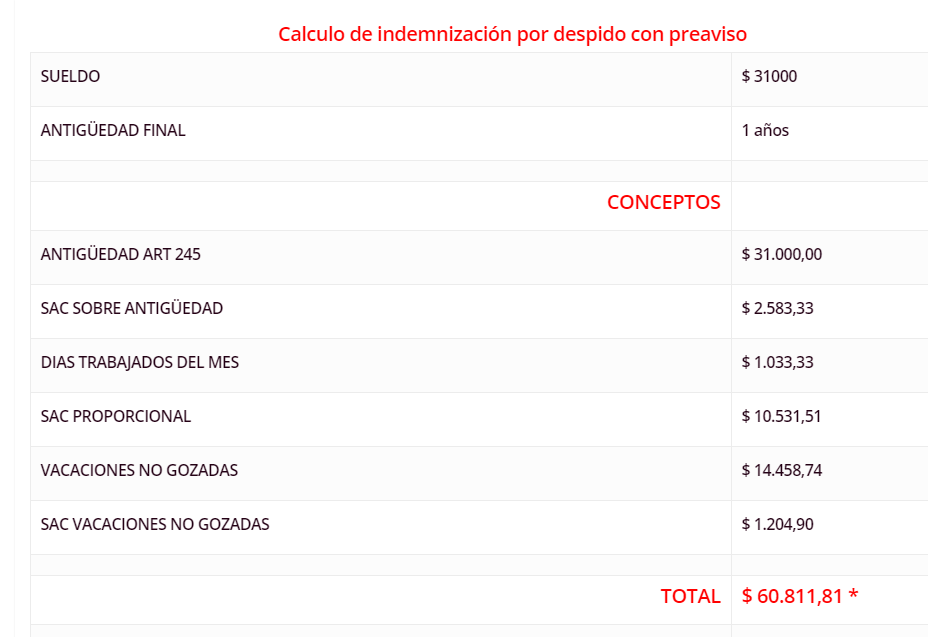 Calculo de indemnización por despido con preaviso
SUELDO $ 31000
ANTIGÜEDAD FINAL 1 años
CONCEPTOS
ANTIGÜEDAD ART 245 $ 31.000,00
SAC SOBRE ANTIGÜEDAD $ 2.583,33
DIAS TRABAJADOS DEL MES $ 1.033,33
SAC PROPORCIONAL $ 10.531,51
VACACIONES NO GOZADAS $ 14.458,74
SAC VACACIONES NO GOZADAS $ 1.204,90
TOTAL $ 60.811,81 *